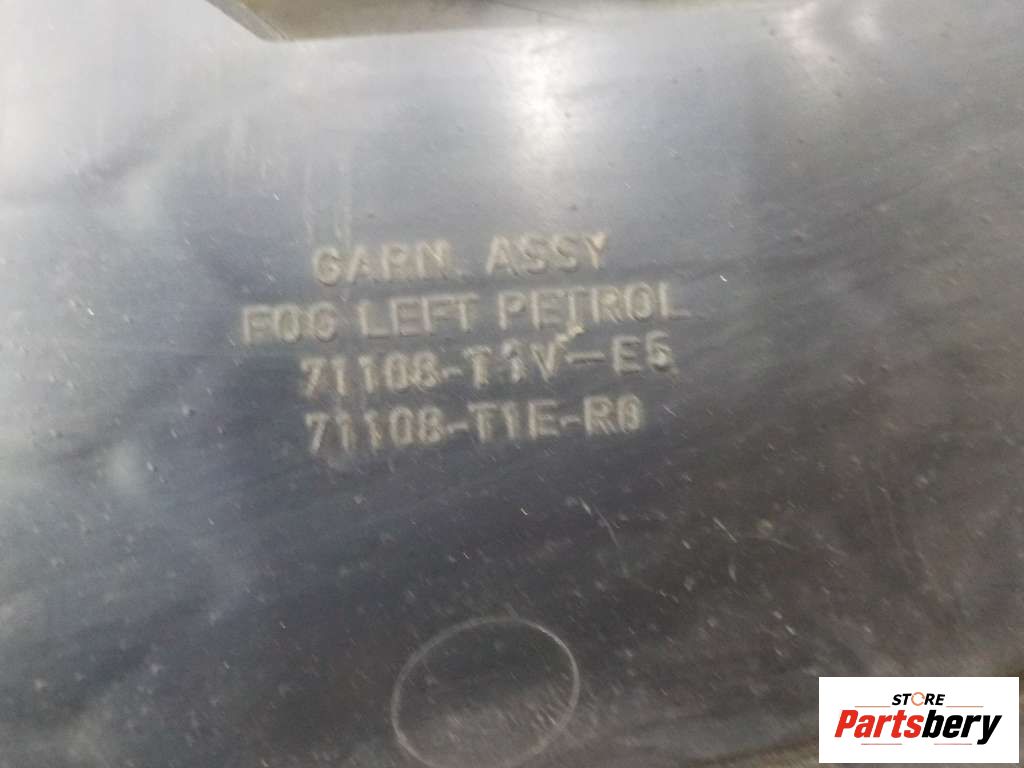 GARN. ASSY
FOG LEFT PETROL
71108-T1V-E5
71108-T1E-R0
STORE
Partsbery